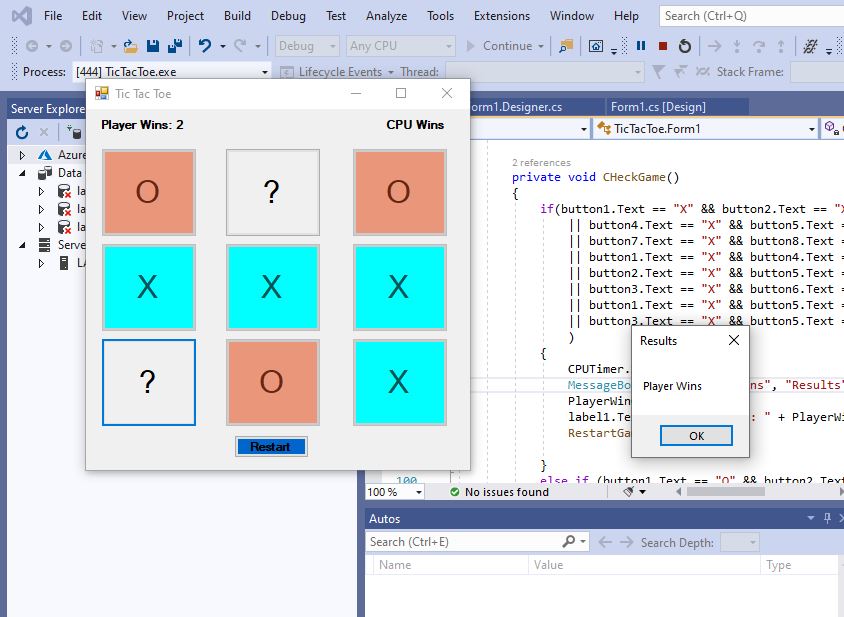 File Edit View Project Build Debug Test Analyze Tools Extensions Window Help Search (Ctrl+Q)
Debug Any CPU Continue
Process: [444] TicTacToe.exe Lifecycle Events Thread: Stack Frame:
Tic Tac Toe
Player Wins: 2 CPU Wins
O ? O
X X X
? O X
Restart
Server Explore
Azure
Data
la
la
la
Serve
LA
orm1.Designer.cs Form1.cs [Design]
TicTacToe.Form1
2 references
private void CHeckGame()
{
if(button1.Text == "X" && button2.Text == "X
|| button4.Text == "X" && button5.Text =
|| button7.Text == "X" && button8.Text =
|| button1.Text == "X" && button4.Text =
|| button2.Text == "X" && button5.Text =
|| button3.Text == "X" && button6.Text =
|| button1.Text == "X" && button5.Text =
|| button3.Text == "X" && button5.Text =
)
{
CPUTimer.
MessageBo ns", "Results"
PlayerWin
label1.Te : " + PlayerWi
RestartGa
}
else if (button1.Text == "O" && button2.Text
100
Results
Player Wins
OK
100 % No issues found
Autos
Search (Ctrl+E) Search Depth:
Name Value Type